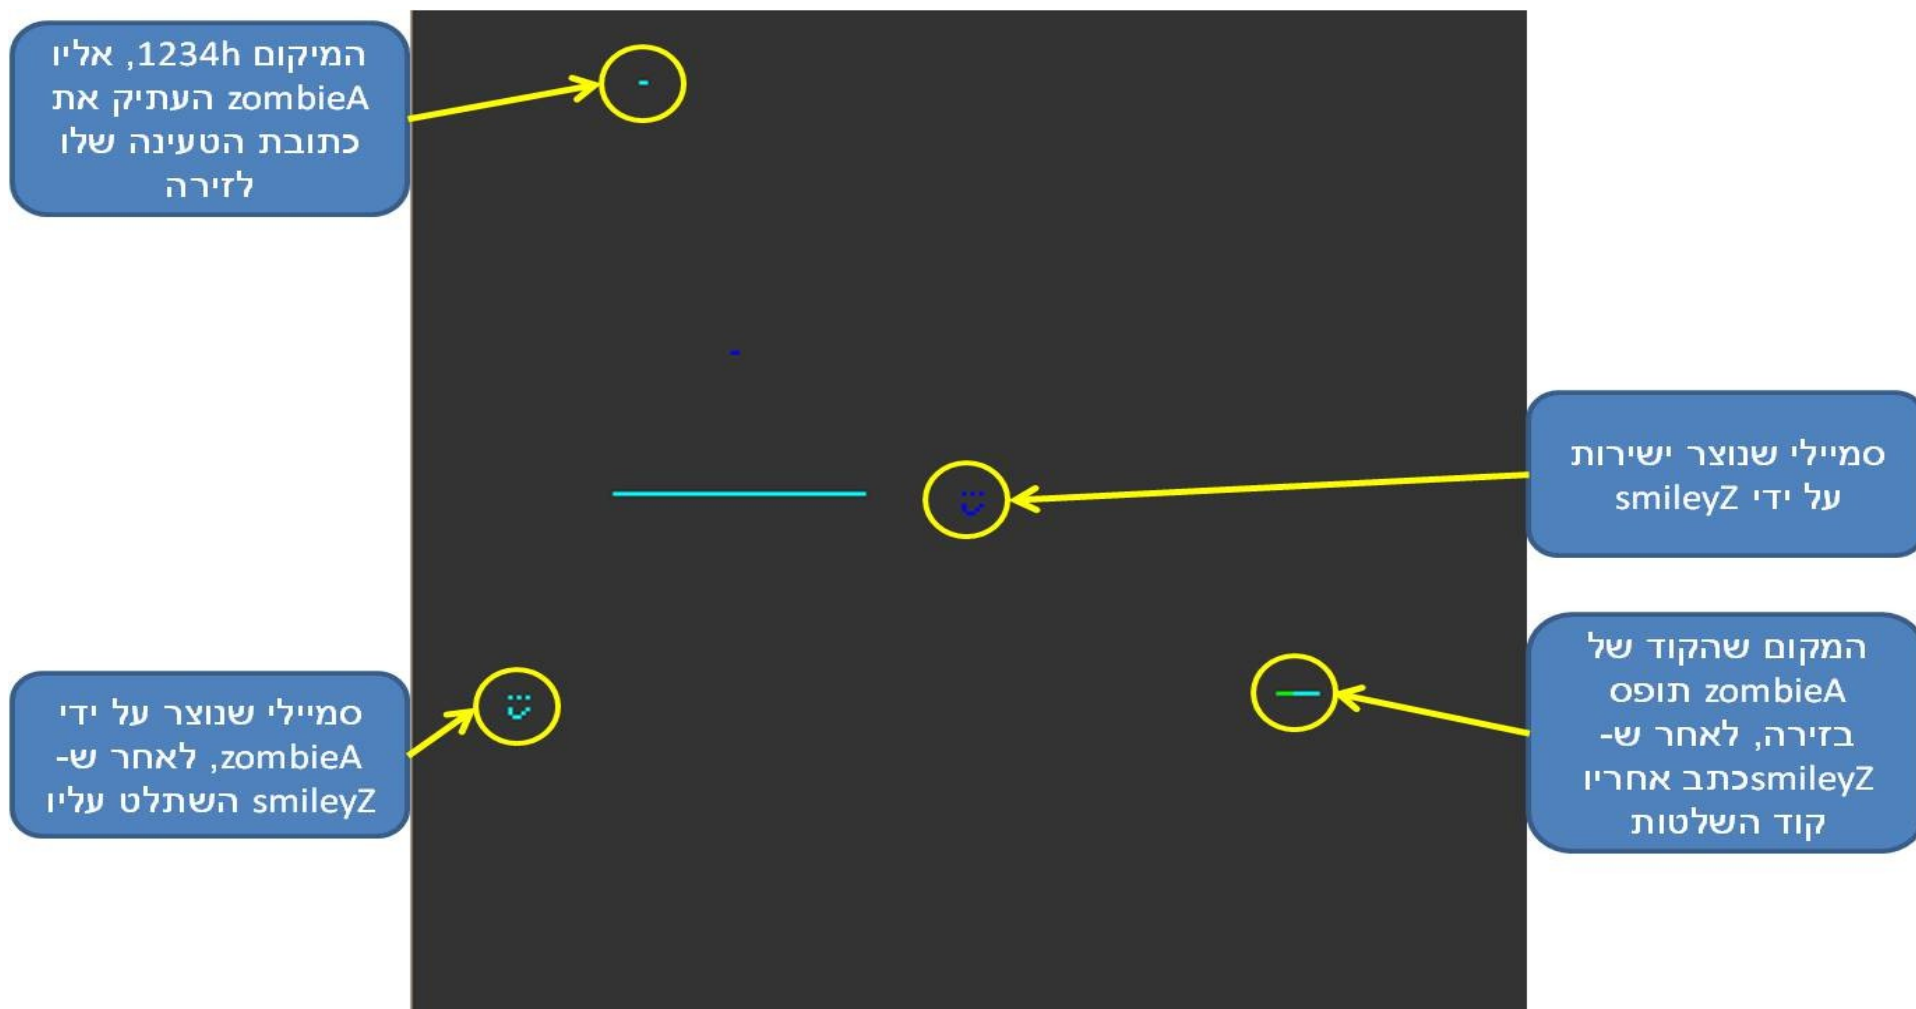 המיקום 1234h, אליו
zombieA העתיק את
כתובת הטעינה שלו
לזירה
סמיילי שנוצר ישירות
על ידי smileyZ
המקום שהקוד של
zombieA תופס
בזירה, לאחר ש-
smileyZכתב אחריו
קוד השלטות
סמיילי שנוצר על ידי
zombieA, לאחר ש-
smileyZ השתלט עליו